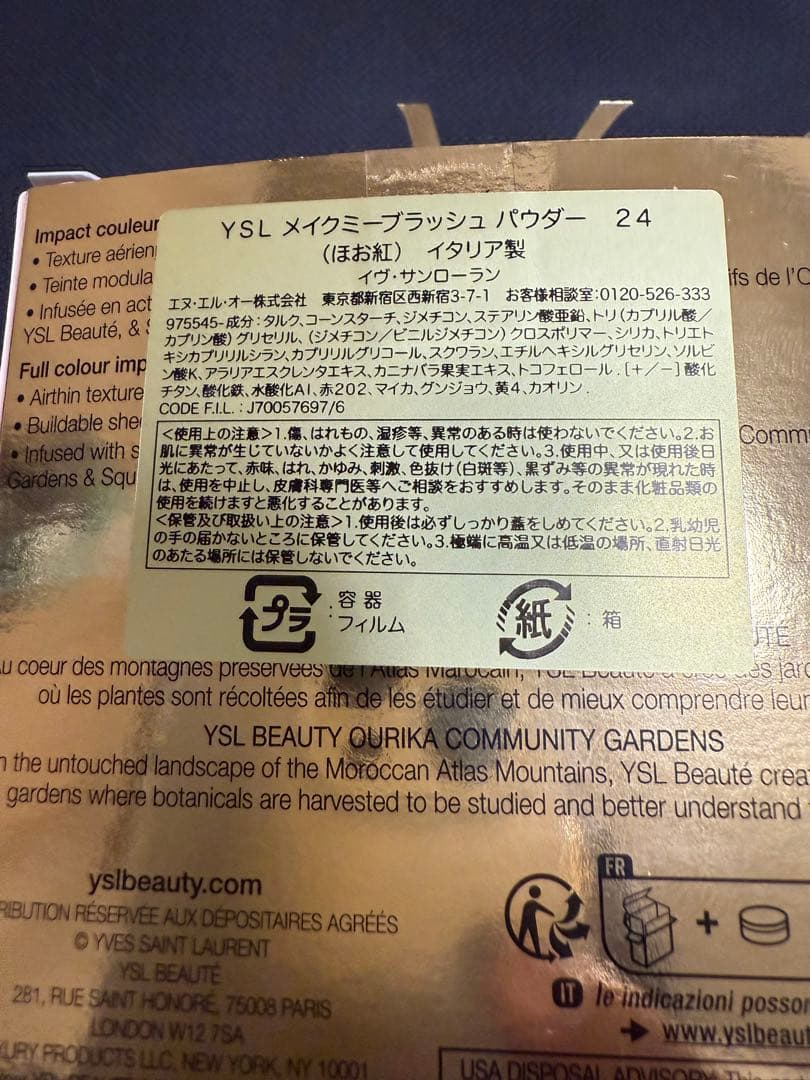 Impact couleur
• Texture aérien
• Teinte modula
• Infusée en act
ifs de l'O
YSL Beauté, &
Full colour imp
• Airthin texture
• Buildable she
• Infused with s
Commu
Gardens & Squ
YSL メイクミーブラッシュ パウダー 24
(ほお紅) イタリア製
イヴ・サンローラン
エヌ・エル・オー株式会社 東京都新宿区西新宿3-7-1 お客様相談室:0120-526-333
975545-成分:タルク、コーンスターチ、ジメチコン、ステアリン酸亜鉛、トリ(カプリル酸/
カプリン酸)グリセリル、(ジメチコン/ビニルジメチコン)クロスポリマー、シリカ、トリエト
キシカプリリルシラン、カプリリルグリコール、スクワラン、エチルヘキシルグリセリン、ソルビ
ン酸K、アラリアエスクレンタエキス、カニナバラ果実エキス、トコフェロール.[+/-]酸化
チタン、酸化鉄、水酸化Al、赤202、マイカ、グンジョウ、黄4、カオリン.
CODE F.I.L. : J70057697/6
<使用上の注意>1.傷、はれもの、湿疹等、異常のある時は使わないでください。2.お
肌に異常が生じていないかよく注意して使用してください。3.使用中、又は使用後日
光にあたって、赤味、はれ、かゆみ、刺激、色抜け(白斑等)、黒ずみ等の異常が現れた時
は、使用を中止し、皮膚科専門医等へご相談をおすすめします。そのまま化粧品類の
使用を続けますと悪化することがあります。
<保管及び取扱い上の注意>1.使用後は必ずしっかり蓋をしめてください。2.乳幼児
の手の届かないところに保管してください。3.極端に高温又は低温の場所、直射日光
のあたる場所には保管しないでください。
プラ : 容器
フィルム
紙 : 箱
UTÉ
u coeur des montagnes préservées de l'Atlas Marocain, YSL Beauté a créé des jard
où les plantes sont récoltées afin de les étudier et de mieux comprendre leur
YSL BEAUTY OURIKA COMMUNITY GARDENS
n the untouched landscape of the Moroccan Atlas Mountains, YSL Beauté crea
gardens where botanicals are harvested to be studied and better understand
yslbeauty.com
RIBUTION RÉSERVÉE AUX DÉPOSITAIRES AGRÉÉS
© YVES SAINT LAURENT
YSL BEAUTÉ
281, RUE SAINT HONORÉ, 75008 PARIS
LONDON W12 7SA
XURY PRODUCTS LLC, NEW YORK, NY 10001
FR
+
IT le indicazioni posson
➔ www.yslbeaut
USA DISPOSAL ADVISORY: This